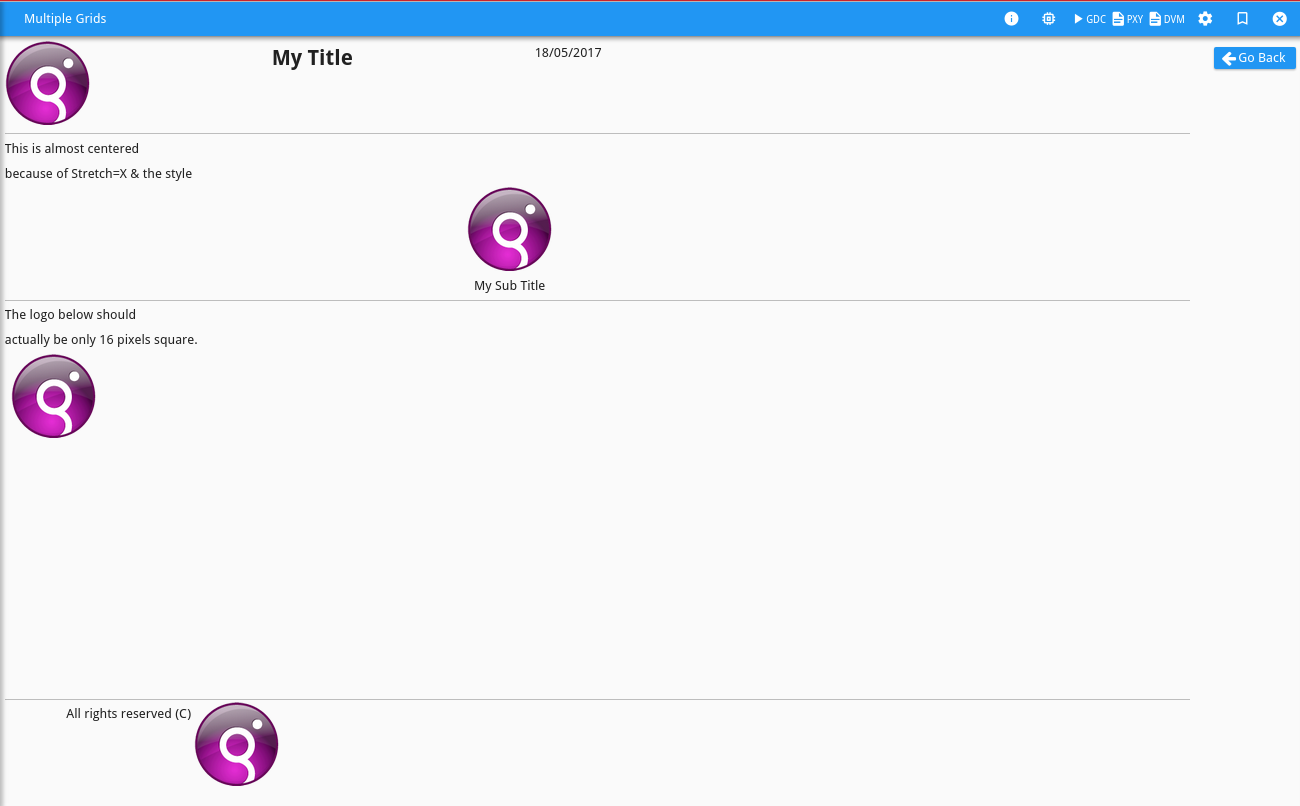 Multiple Grids
GDC
PXY
DVM
My Title
18/05/2017
Go Back
This is almost centered
because of Stretch=X & the style
My Sub Title
The logo below should
actually be only 16 pixels square.
All rights reserved (C)